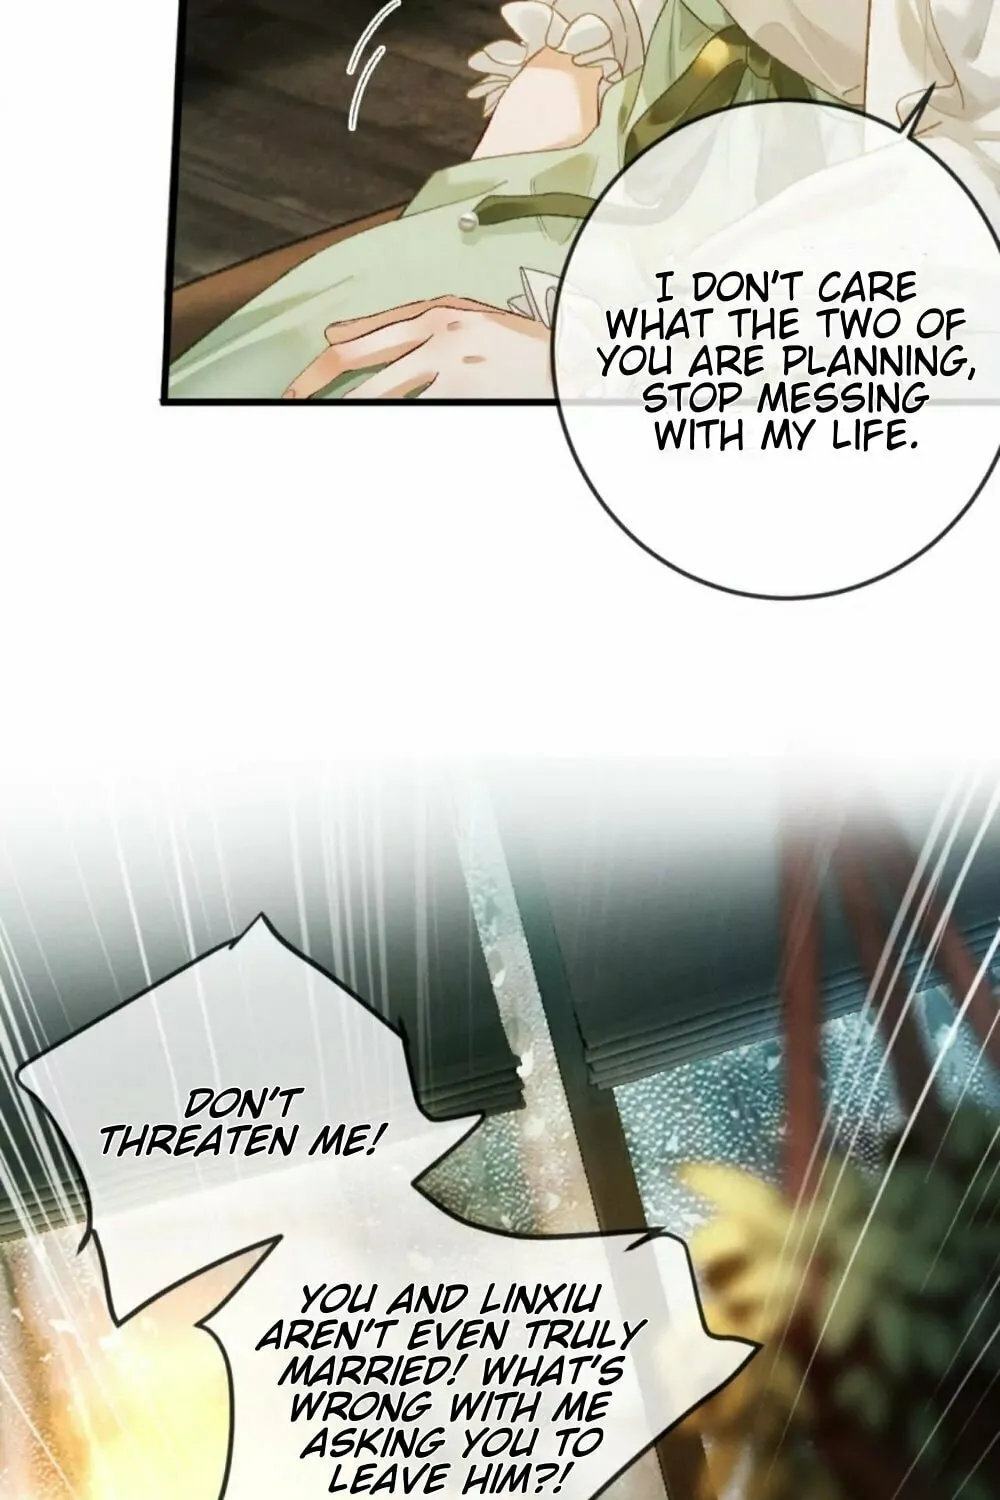 I DON'T CARE
WHAT THE TWO OF
YOU ARE PLANNING,
STOP MESSING
WITH MY LIFE.
DON'T
THREATEN ME!
YOU AND LINXIU
AREN'T EVEN TRULY
MARRIED! WHAT'S
WRONG WITH ME
ASKING YOU TO
LEAVE HIM?!